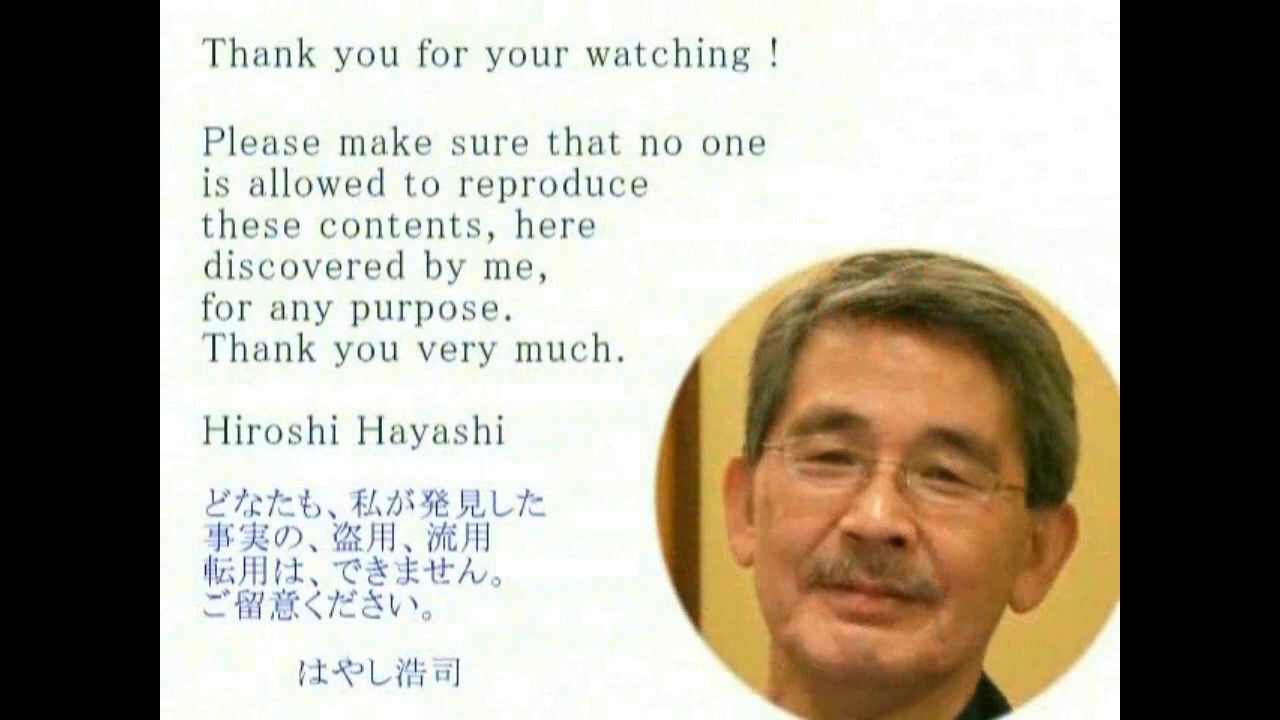 Thank you for your watching !
Please make sure that no one
is allowed to reproduce
these contents, here
discovered by me,
for any purpose.
Thank you very much.
Hiroshi Hayashi
どなたも、私が発見した
事実の、盗用、流用
転用は、できません。
ご留意ください。
はやし浩司